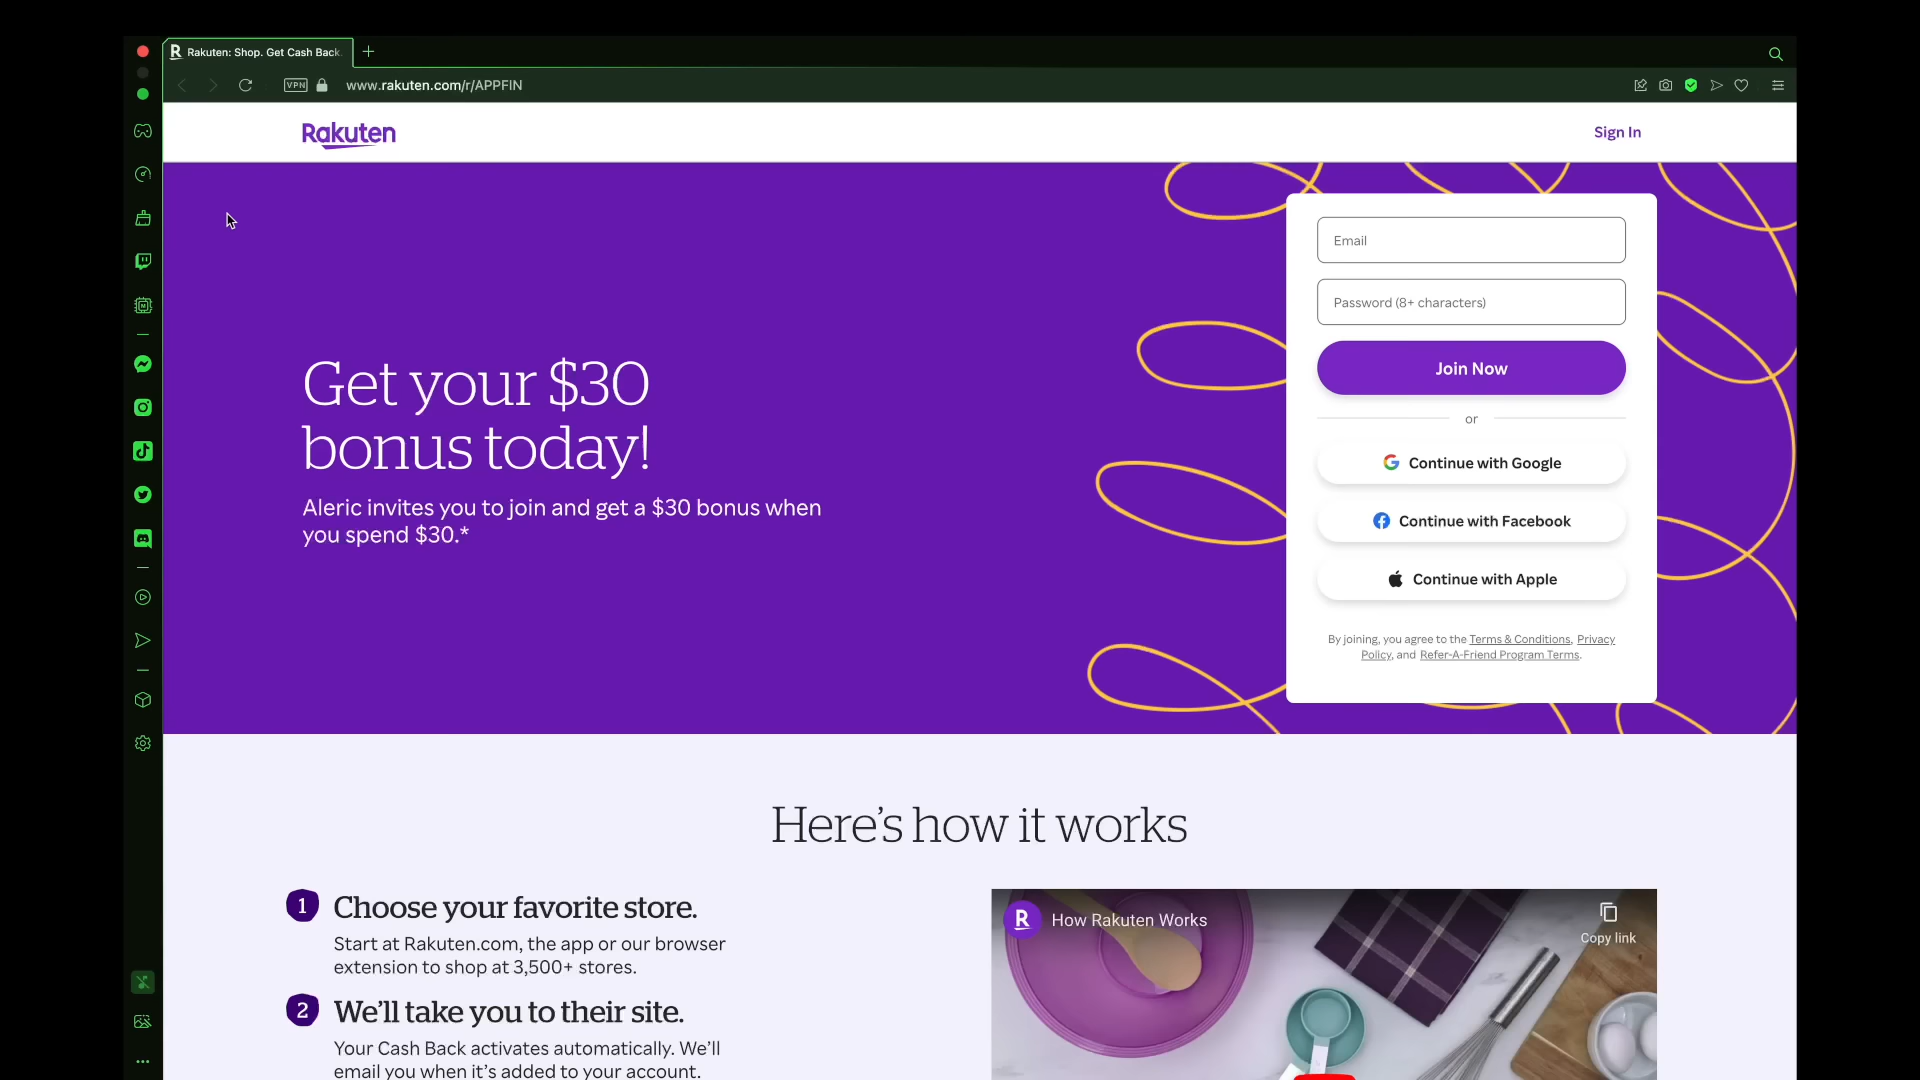 Rakuten: Shop. Get Cash Back.
VPN
www.rakuten.com/r/APPFIN
Rakuten
Sign In
Email
Password (8+ characters)
Join Now
or
Continue with Google
Continue with Facebook
Continue with Apple
By joining, you agree to the Terms & Conditions, Privacy
Policy, and Refer-A-Friend Program Terms.
Get your $30
bonus today!
Aleric invites you to join and get a $30 bonus when
you spend $30.*
Here's how it works
1 Choose your favorite store.
Start at Rakuten.com, the app or our browser
extension to shop at 3,500+ stores.
2 We'll take you to their site.
Your Cash Back activates automatically. We'll
email you when it's added to your account.
R How Rakuten Works
Copy link